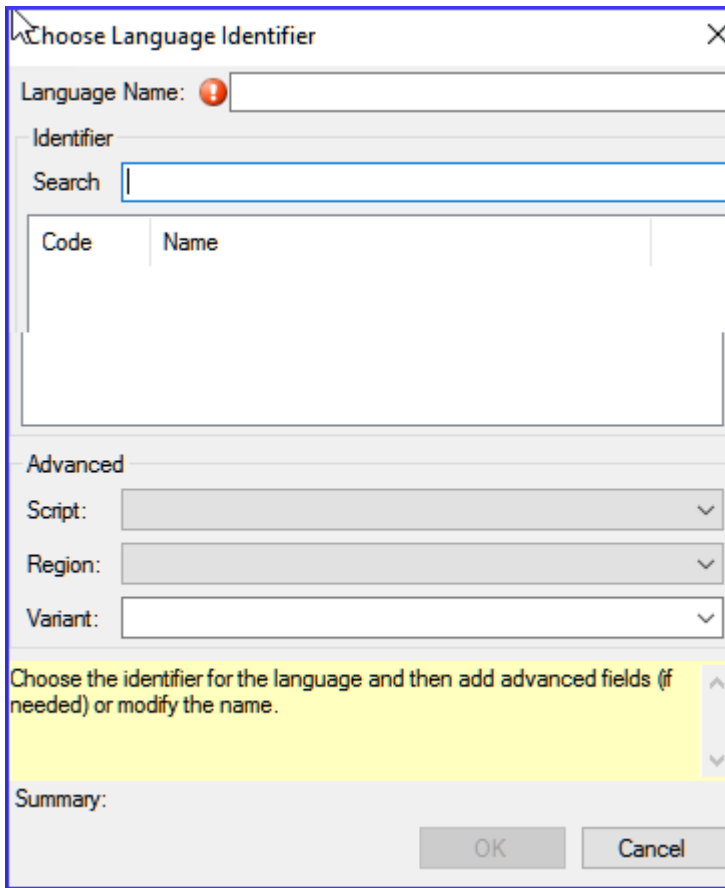 Choose Language Identifier
Language Name:
Identifier
Search
Code Name
Advanced
Script:
Region:
Variant:
Choose the identifier for the language and then add advanced fields (if
needed) or modify the name.
Summary:
OK Cancel